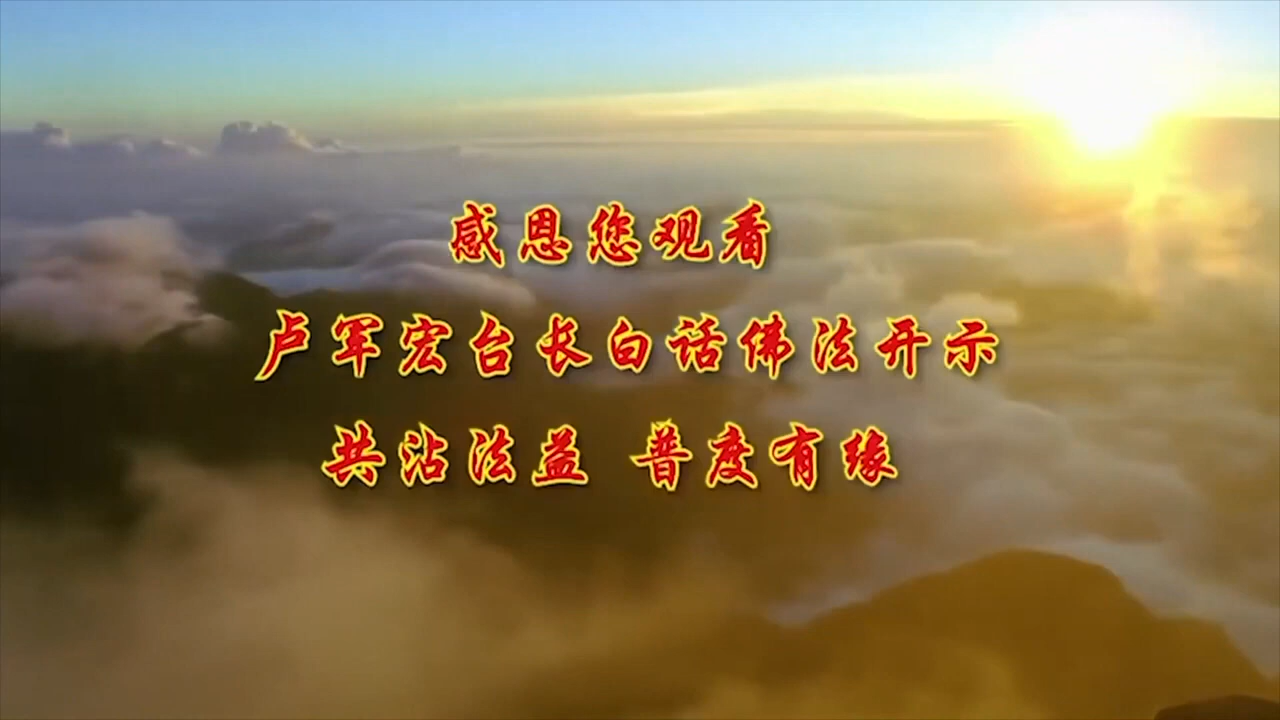 感恩您观看
卢军宏台长白话佛法开示
共沾法益 普度有缘